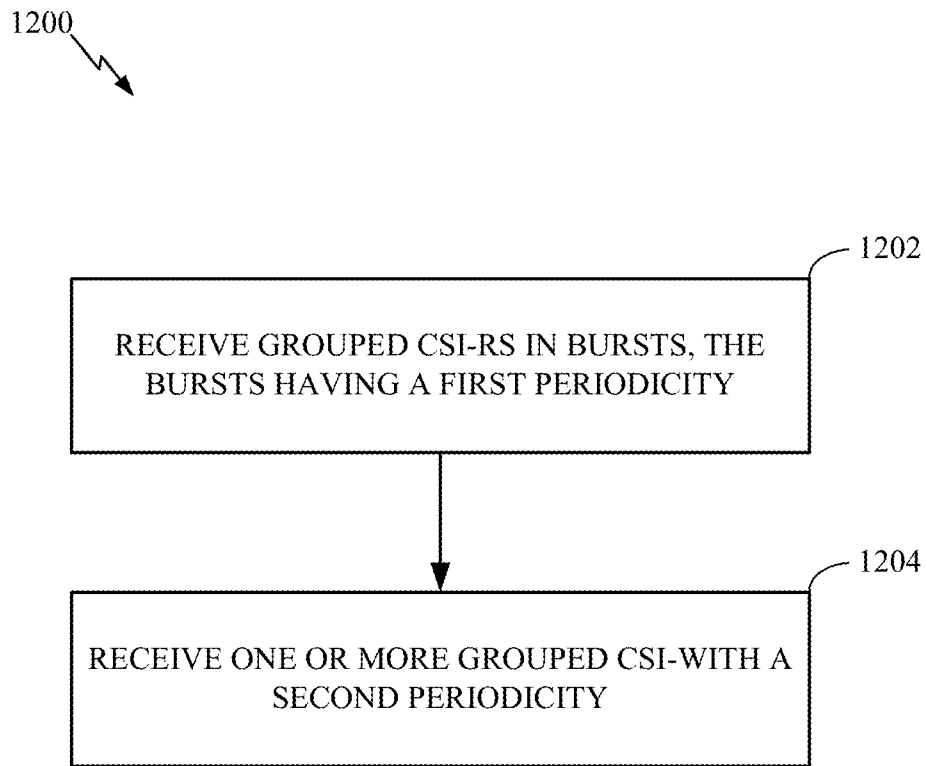 1200
1202
RECEIVE GROUPED CSI-RS IN BURSTS, THE
BURSTS HAVING A FIRST PERIODICITY
1204
RECEIVE ONE OR MORE GROUPED CSI-WITH A
SECOND PERIODICITY